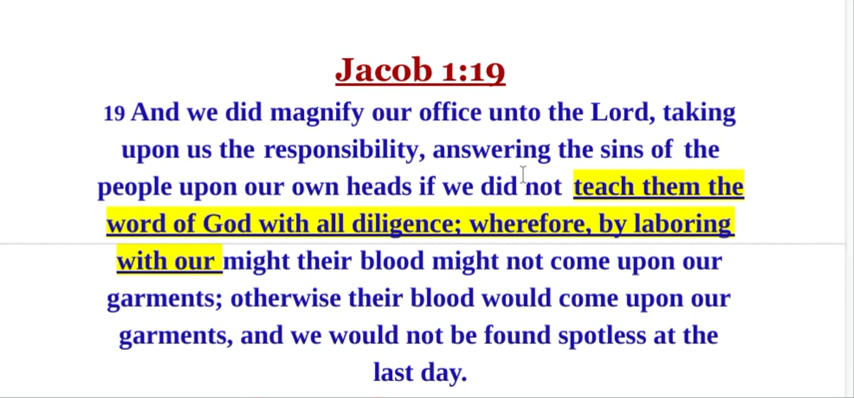 Jacob 1:19
19 And we did magnify our office unto the Lord, taking
upon us the responsibility, answering the sins of the
people upon our own heads if we did not teach them the
word of God with all diligence; wherefore, by laboring
with our might their blood might not come upon our
garments; otherwise their blood would come upon our
garments, and we would not be found spotless at the
last day.